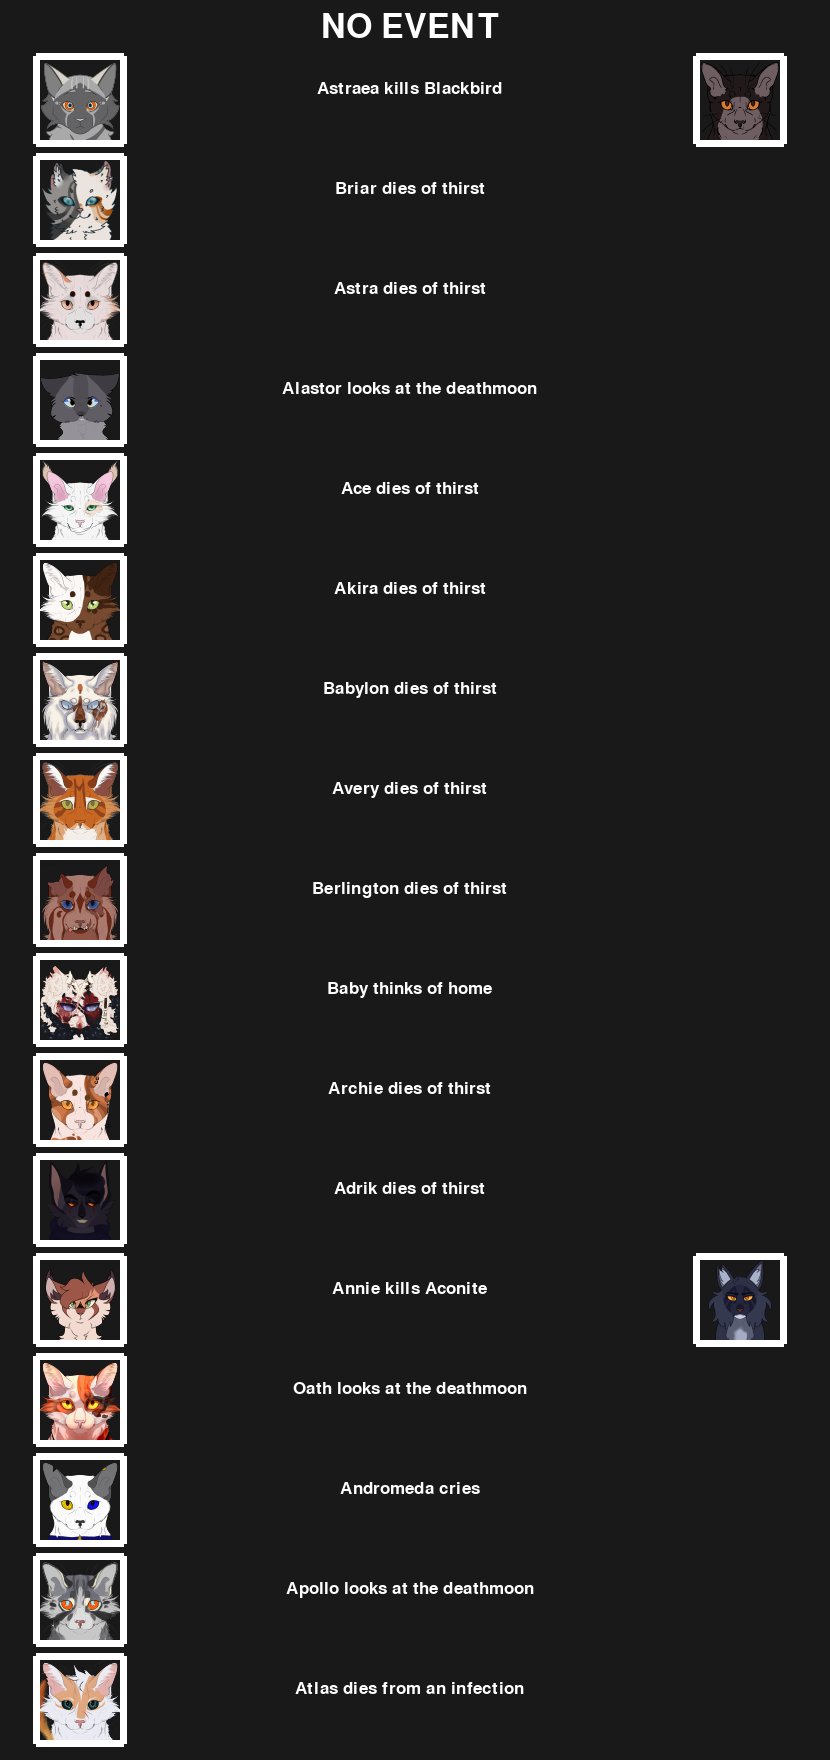 NO EVENT
Astraea kills Blackbird
Briar dies of thirst
Astra dies of thirst
Alastor looks at the deathmoon
Ace dies of thirst
Akira dies of thirst
Babylon dies of thirst
Avery dies of thirst
Berlington dies of thirst
Baby thinks of home
Archie dies of thirst
Adrik dies of thirst
Annie kills Aconite
Oath looks at the deathmoon
Andromeda cries
Apollo looks at the deathmoon
Atlas dies from an infection